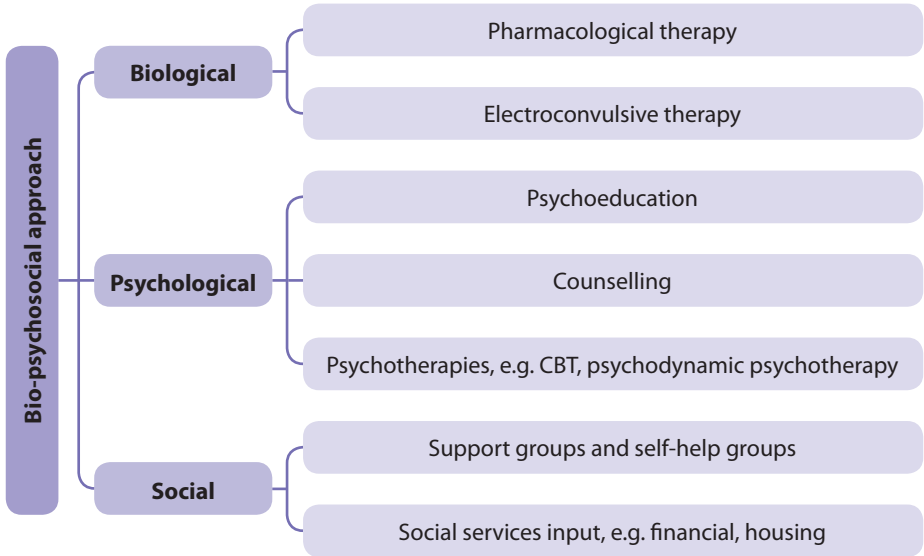 Bio-psychosocial approach
Biological
Pharmacological therapy
Electroconvulsive therapy
Psychological
Psychoeducation
Counselling
Psychotherapies, e.g. CBT, psychodynamic psychotherapy
Social
Support groups and self-help groups
Social services input, e.g. financial, housing